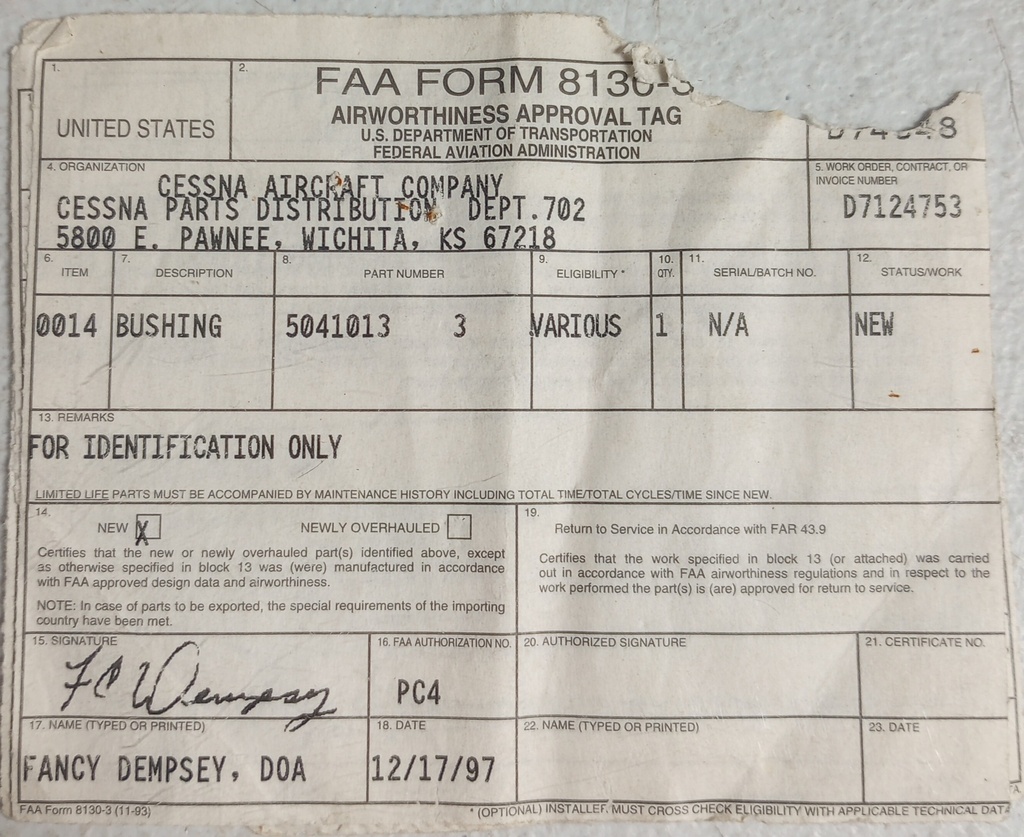 1.
UNITED STATES
2.
FAA FORM 8130-3
AIRWORTHINESS APPROVAL TAG
U.S. DEPARTMENT OF TRANSPORTATION
FEDERAL AVIATION ADMINISTRATION
4. ORGANIZATION
CESSNA AIRCRAFT COMPANY
CESSNA PARTS DISTRIBUTION DEPT.702
5800 E. PAWNEE, WICHITA, KS 67218
5. WORK ORDER, CONTRACT, OR
INVOICE NUMBER
D7124753
6. ITEM 7. DESCRIPTION 8. PART NUMBER 9. ELIGIBILITY * 10. QTY. 11. SERIAL/BATCH NO. 12. STATUS/WORK
0014 BUSHING 5041013 3 VARIOUS 1 N/A NEW
13. REMARKS
FOR IDENTIFICATION ONLY
LIMITED LIFE PARTS MUST BE ACCOMPANIED BY MAINTENANCE HISTORY INCLUDING TOTAL TIME/TOTAL CYCLES/TIME SINCE NEW.
14.
NEW X NEWLY OVERHAULED
Certifies that the new or newly overhauled part(s) identified above, except
as otherwise specified in block 13 was (were) manufactured in accordance
with FAA approved design data and airworthiness.
NOTE: In case of parts to be exported, the special requirements of the importing
country have been met.
19.
Return to Service in Accordance with FAR 43.9
Certifies that the work specified in block 13 (or attached) was carried
out in accordance with FAA airworthiness regulations and in respect to the
work performed the part(s) is (are) approved for return to service.
15. SIGNATURE
FC Dempsey
16. FAA AUTHORIZATION NO.
PC4
20. AUTHORIZED SIGNATURE
21. CERTIFICATE NO.
17. NAME (TYPED OR PRINTED)
FANCY DEMPSEY, DOA
18. DATE
12/17/97
22. NAME (TYPED OR PRINTED)
23. DATE
FAA Form 8130-3 (11-93)
* (OPTIONAL) INSTALLER MUST CROSS CHECK ELIGIBILITY WITH APPLICABLE TECHNICAL DATA